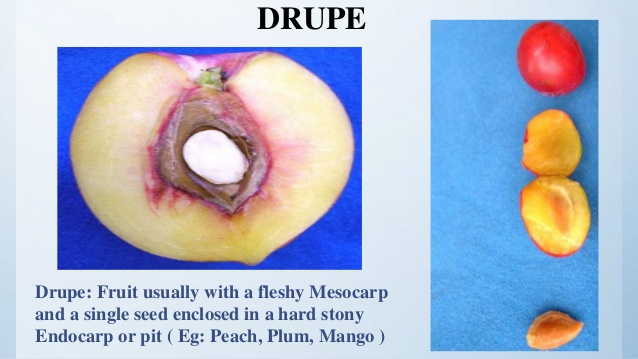 DRUPE
Drupe: Fruit usually with a fleshy Mesocarp
and a single seed enclosed in a hard stony
Endocarp or pit ( Eg: Peach, Plum, Mango )